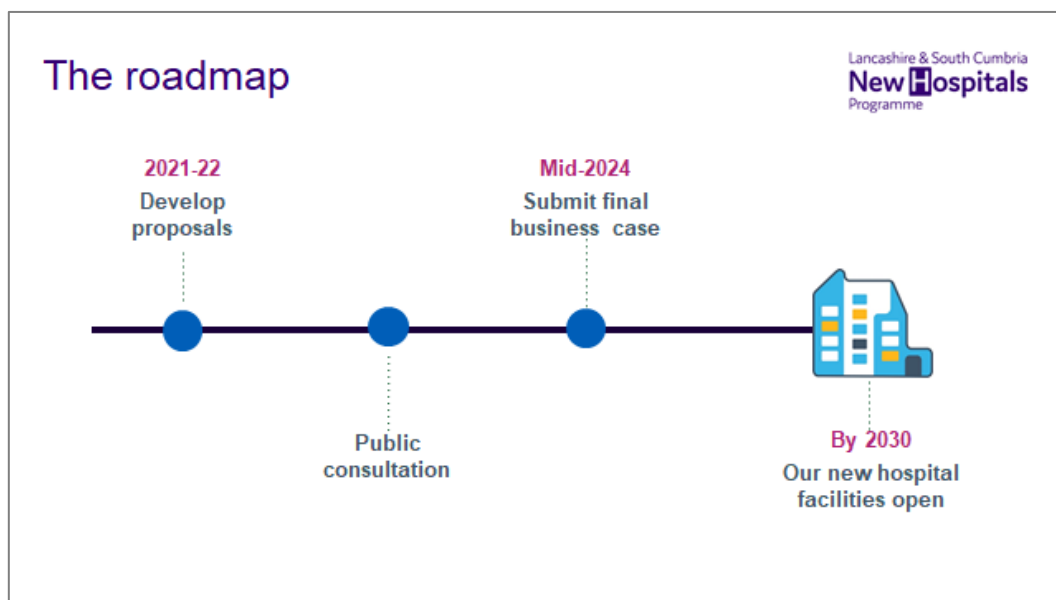 The roadmap
Lancashire & South Cumbria
New Hospitals
Programme
2021-22
Develop
proposals
Mid-2024
Submit final
business case
Public
consultation
By 2030
Our new hospital
facilities open